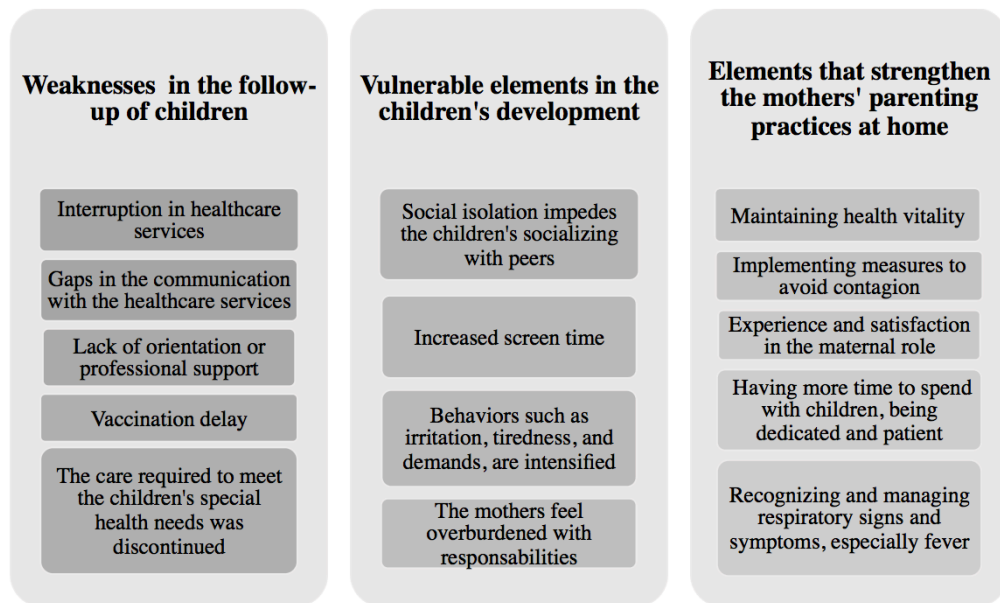 Weaknesses in the follow-
up of children
Interruption in healthcare
services
Gaps in the communication
with the healthcare services
Lack of orientation or
professional support
Vaccination delay
The care required to meet
the children's special
health needs was
discontinued
Vulnerable elements in the
children's development
Social isolation impedes
the children's socializing
with peers
Increased screen time
Behaviors such as
irritation, tiredness, and
demands, are intensified
The mothers feel
overburdened with
responsabilities
Elements that strengthen
the mothers' parenting
practices at home
Maintaining health vitality
Implementing measures to
avoid contagion
Experience and satisfaction
in the maternal role
Having more time to spend
with children, being
dedicated and patient
Recognizing and managing
respiratory signs and
symptoms, especially fever